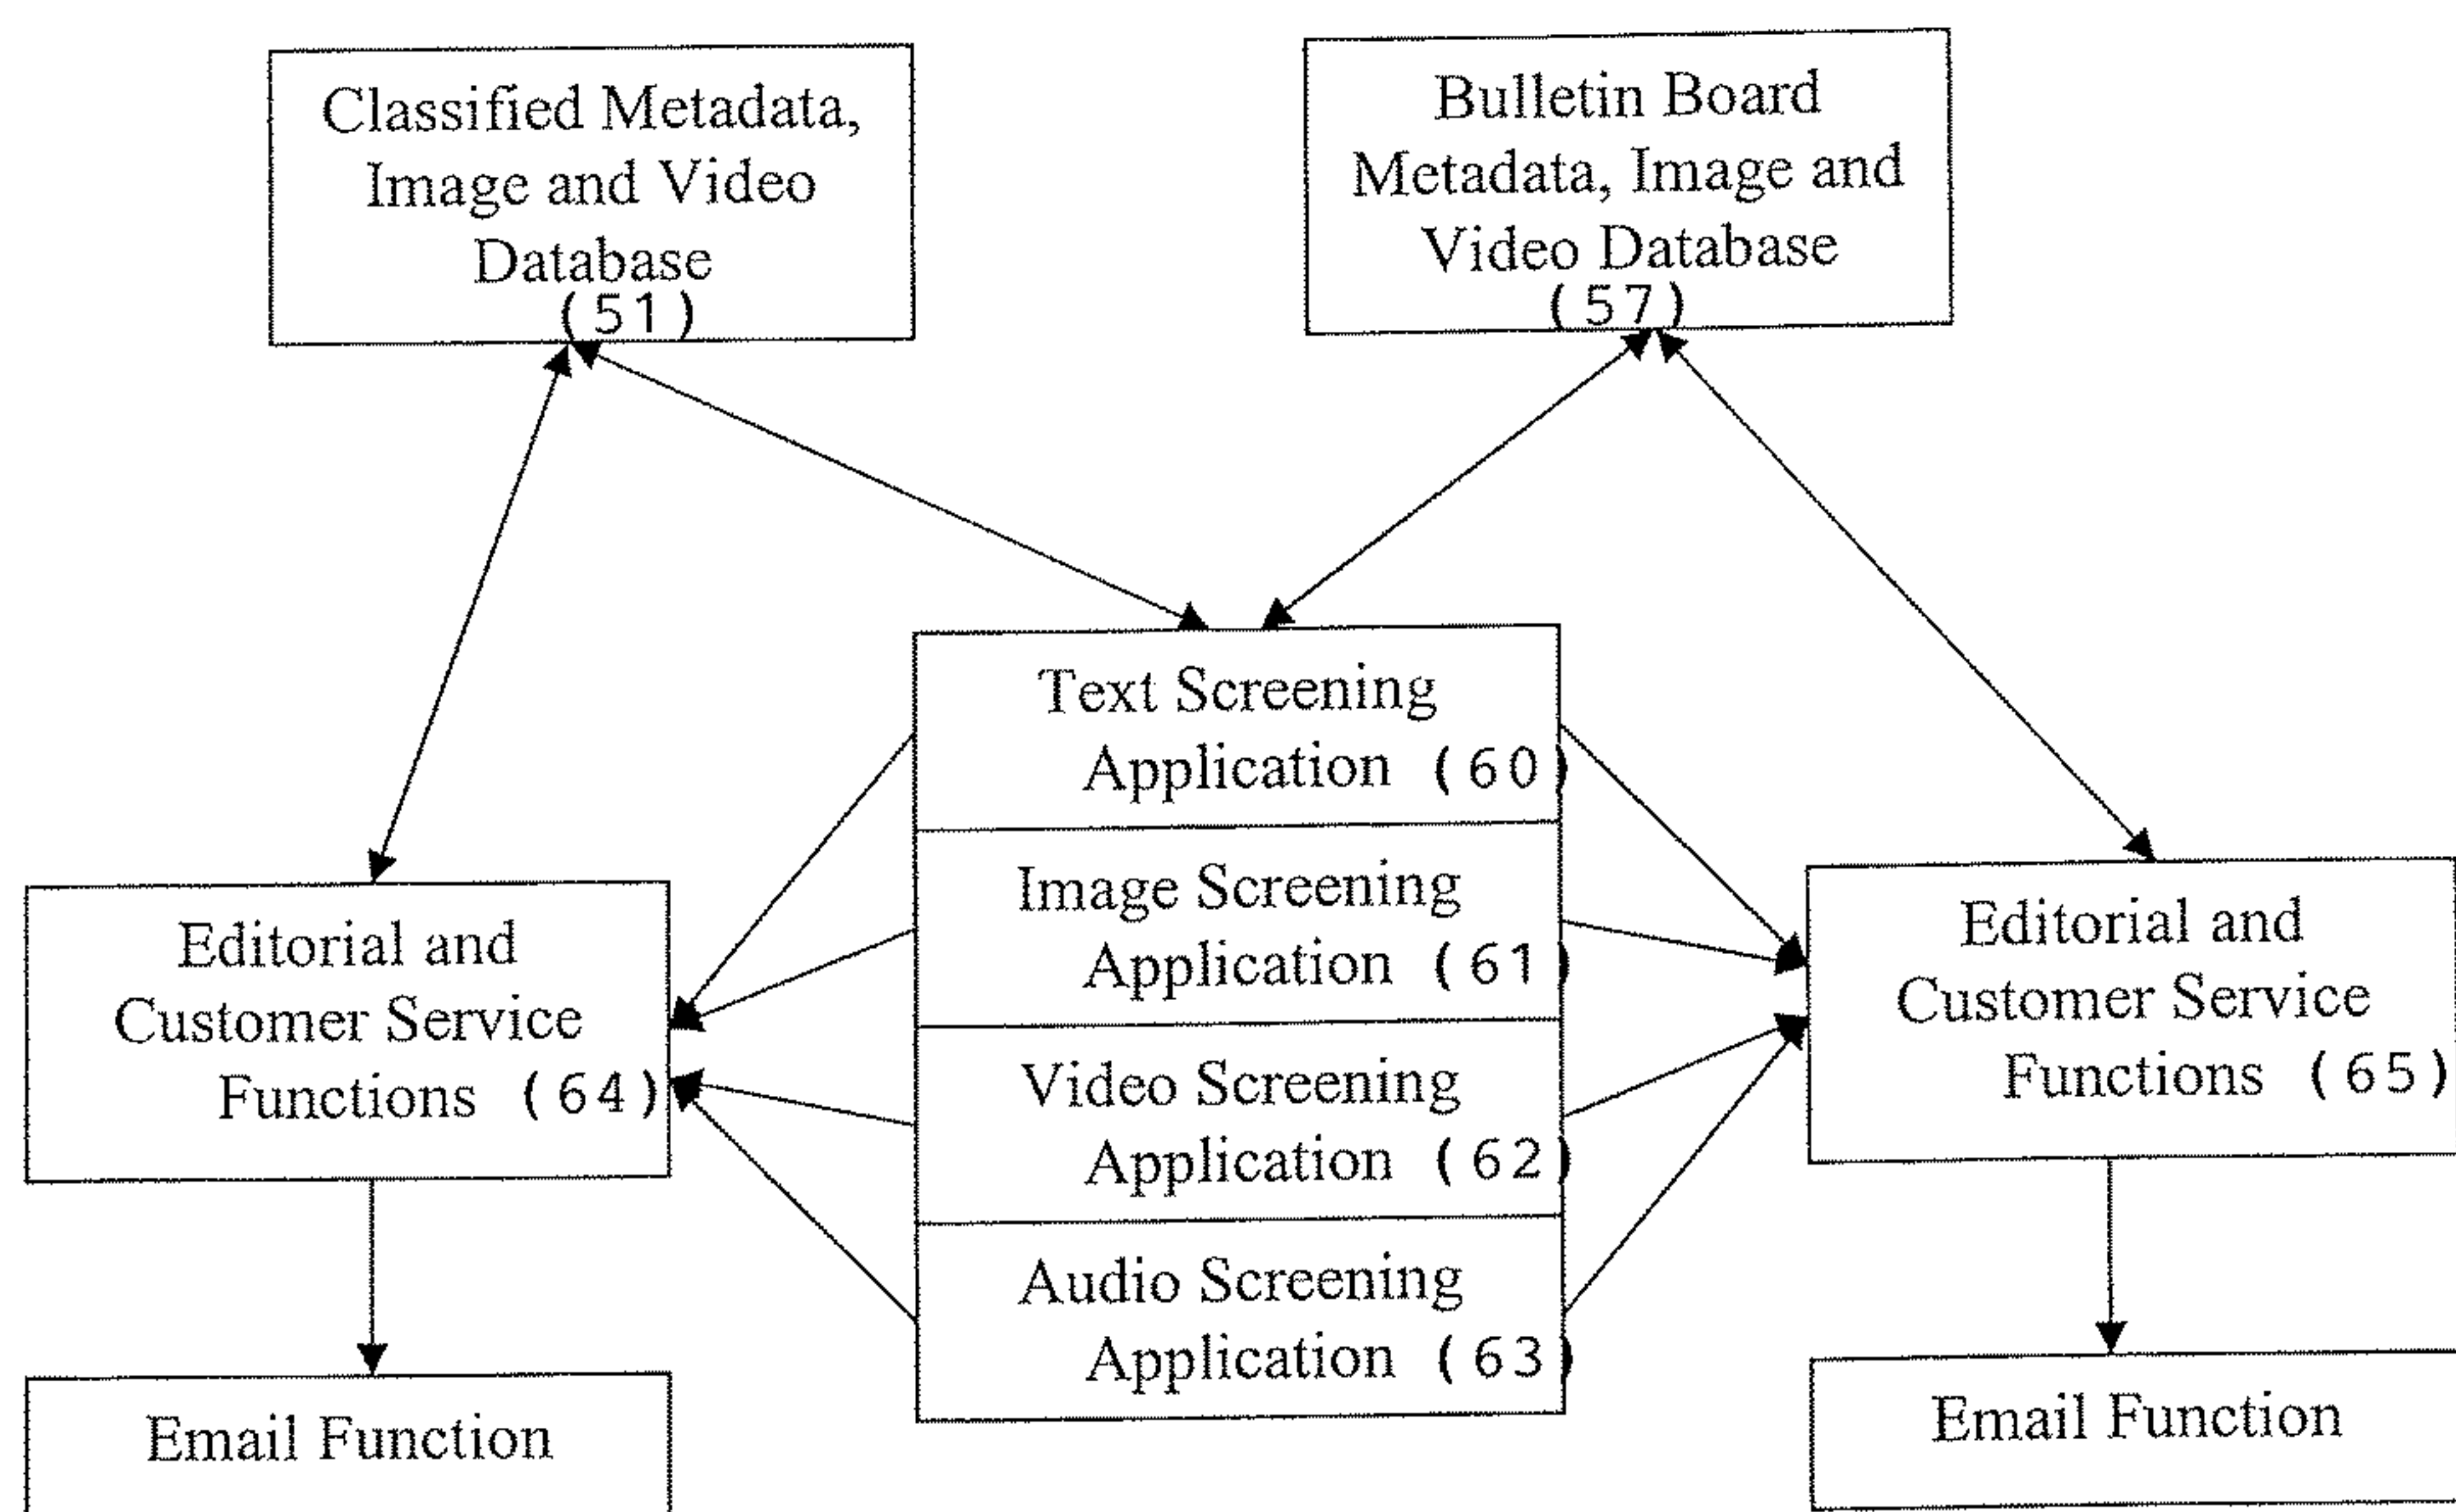 Classified Metadata,
Image and Video
Database
(51)
Bulletin Board
Metadata, Image and
Video Database
(57)
Text Screening
Application (60)
Image Screening
Application (61)
Video Screening
Application (62)
Audio Screening
Application (63)
Editorial and
Customer Service
Functions (64)
Editorial and
Customer Service
Functions (65)
Email Function
Email Function